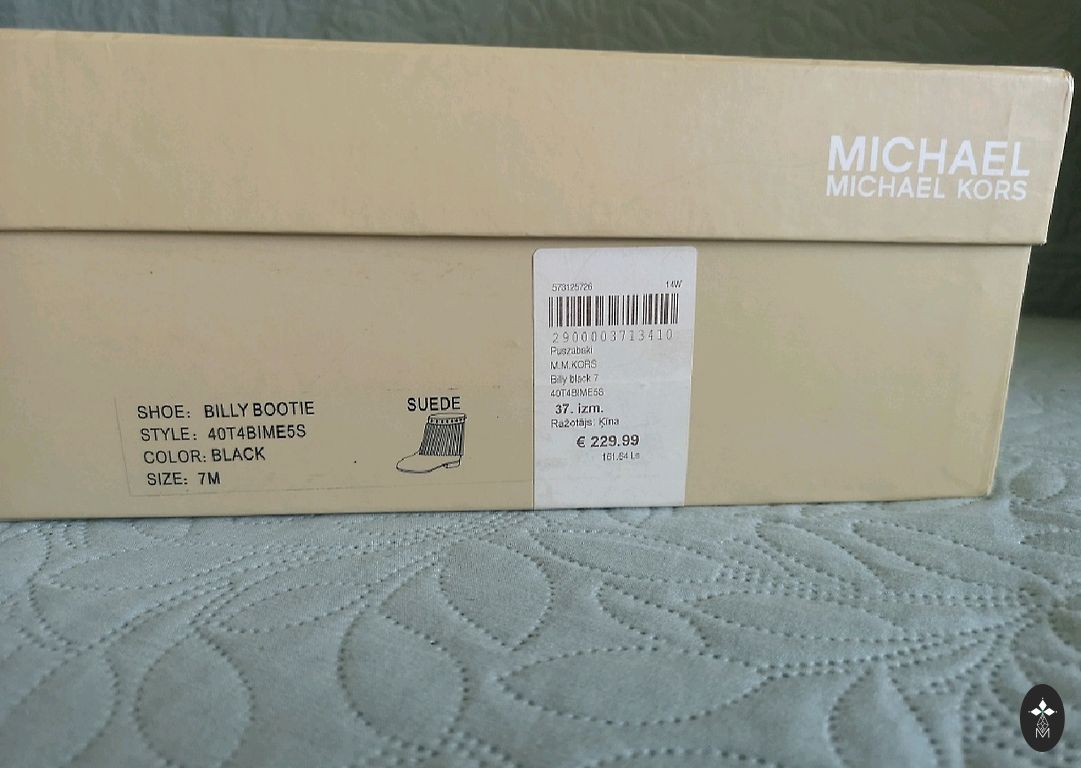 MICHAEL
MICHAEL KORS
573125726 14W
2900003713410
Puszābaki
M.M.KORS
Billy black 7
40T4BIME5S
37. izm.
Ražotājs: Ķīna
€ 229.99
161.64 Ls
SHOE: BILLY BOOTIE
STYLE: 40T4BIME5S
COLOR: BLACK
SIZE: 7M
SUEDE
M